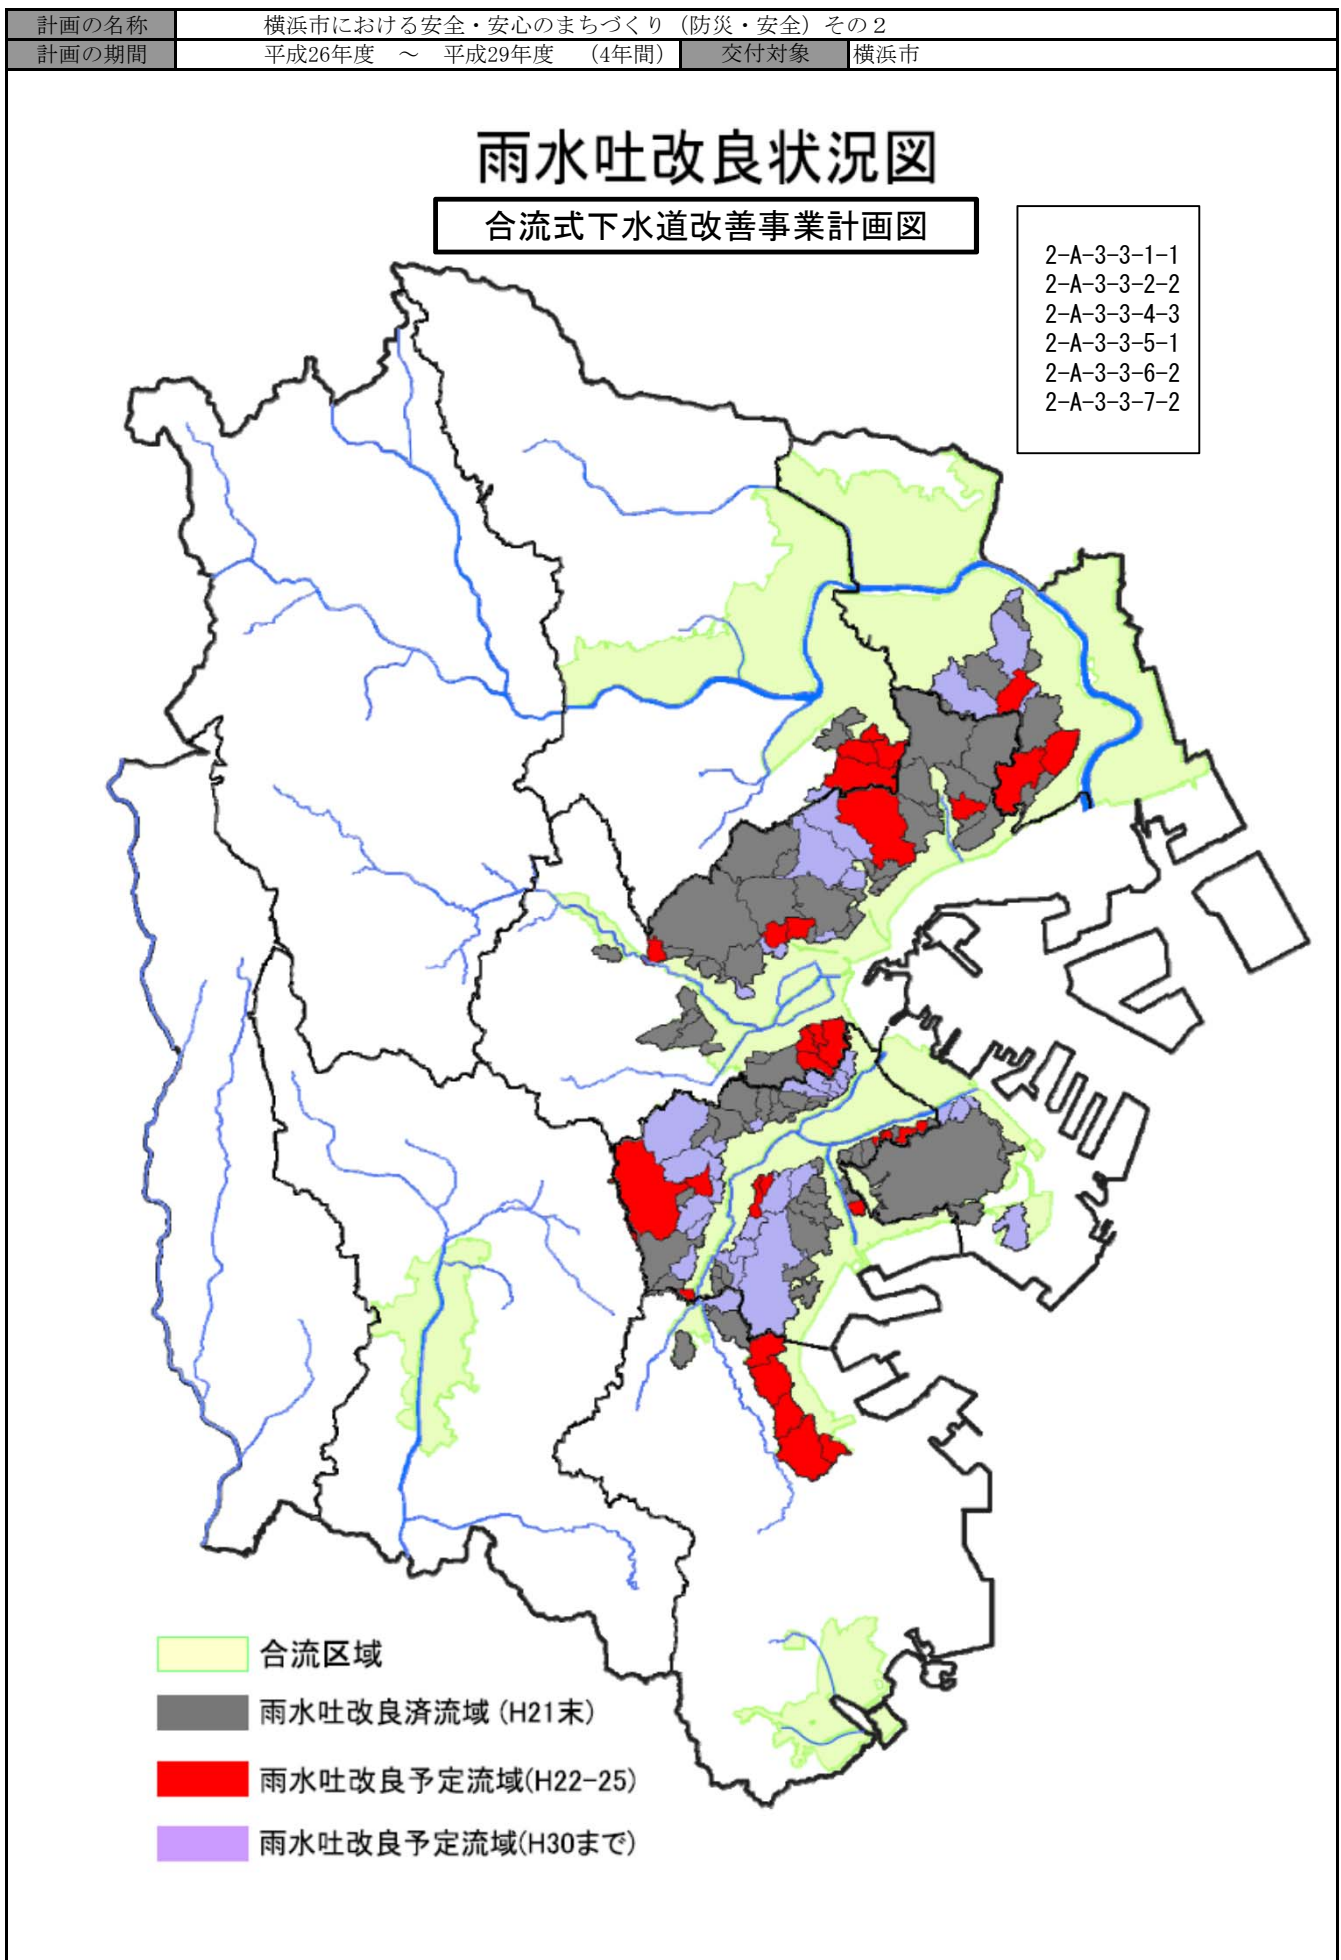 計画の名称 横浜市における安全・安心のまちづくり（防災・安全）その２
計画の期間 平成26年度 ～ 平成29年度 （4年間） 交付対象 横浜市
雨水吐改良状況図
合流式下水道改善事業計画図
2-A-3-3-1-1
2-A-3-3-2-2
2-A-3-3-4-3
2-A-3-3-5-1
2-A-3-3-6-2
2-A-3-3-7-2
合流区域
雨水吐改良済流域 (H21末)
雨水吐改良予定流域(H22-25)
雨水吐改良予定流域(H30まで)